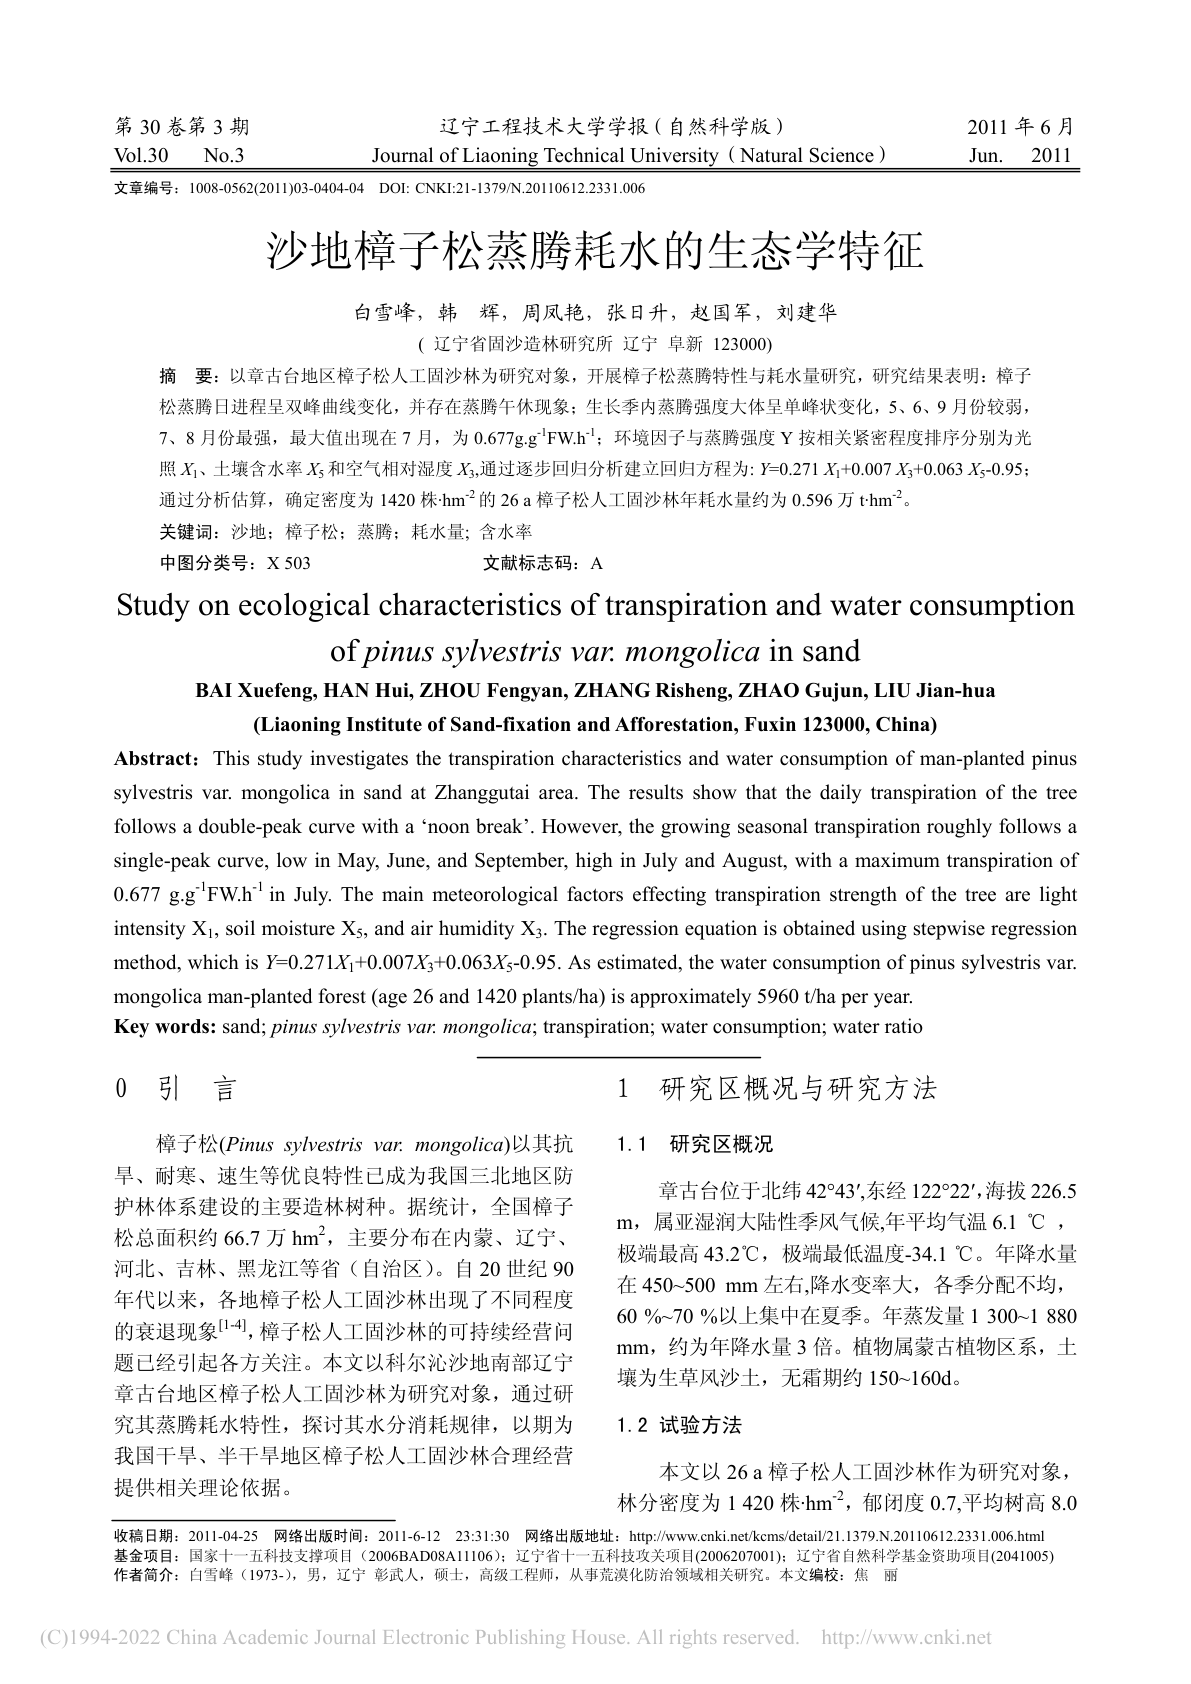 第 30 卷第 3 期 辽宁工程技术大学学报（自然科学版） 2011 年 6 月
Vol.30 No.3 Journal of Liaoning Technical University（Natural Science） Jun. 2011
文章编号：1008-0562(2011)03-0404-04 DOI: CNKI:21-1379/N.20110612.2331.006
沙地樟子松蒸腾耗水的生态学特征
白雪峰，韩 辉，周凤艳，张日升，赵国军，刘建华
( 辽宁省固沙造林研究所 辽宁 阜新 123000)
摘 要：以章古台地区樟子松人工固沙林为研究对象，开展樟子松蒸腾特性与耗水量研究，研究结果表明：樟子
松蒸腾日进程呈双峰曲线变化，并存在蒸腾午休现象；生长季内蒸腾强度大体呈单峰状变化，5、6、9 月份较弱，
7、8 月份最强，最大值出现在 7 月，为 0.677g.g-1FW.h-1；环境因子与蒸腾强度 Y 按相关紧密程度排序分别为光
照 X1、土壤含水率 X5 和空气相对湿度 X3,通过逐步回归分析建立回归方程为: Y=0.271 X1+0.007 X3+0.063 X5-0.95；
通过分析估算，确定密度为 1420 株·hm-2 的 26 a 樟子松人工固沙林年耗水量约为 0.596 万 t·hm-2。
关键词：沙地；樟子松；蒸腾；耗水量; 含水率
中图分类号：X 503 文献标志码：A
Study on ecological characteristics of transpiration and water consumption
of pinus sylvestris var. mongolica in sand
BAI Xuefeng, HAN Hui, ZHOU Fengyan, ZHANG Risheng, ZHAO Gujun, LIU Jian-hua
(Liaoning Institute of Sand-fixation and Afforestation, Fuxin 123000, China)
Abstract：This study investigates the transpiration characteristics and water consumption of man-planted pinus
sylvestris var. mongolica in sand at Zhanggutai area. The results show that the daily transpiration of the tree
follows a double-peak curve with a ‘noon break’. However, the growing seasonal transpiration roughly follows a
single-peak curve, low in May, June, and September, high in July and August, with a maximum transpiration of
0.677 g.g-1FW.h-1 in July. The main meteorological factors effecting transpiration strength of the tree are light
intensity X1, soil moisture X5, and air humidity X3. The regression equation is obtained using stepwise regression
method, which is Y=0.271X1+0.007X3+0.063X5-0.95. As estimated, the water consumption of pinus sylvestris var.
mongolica man-planted forest (age 26 and 1420 plants/ha) is approximately 5960 t/ha per year.
Key words: sand; pinus sylvestris var. mongolica; transpiration; water consumption; water ratio
0 引 言
樟子松(Pinus sylvestris var. mongolica)以其抗
旱、耐寒、速生等优良特性已成为我国三北地区防
护林体系建设的主要造林树种。据统计，全国樟子
松总面积约 66.7 万 hm2，主要分布在内蒙、辽宁、
河北、吉林、黑龙江等省（自治区）。自 20 世纪 90
年代以来，各地樟子松人工固沙林出现了不同程度
的衰退现象[1-4]，樟子松人工固沙林的可持续经营问
题已经引起各方关注。本文以科尔沁沙地南部辽宁
章古台地区樟子松人工固沙林为研究对象，通过研
究其蒸腾耗水特性，探讨其水分消耗规律，以期为
我国干旱、半干旱地区樟子松人工固沙林合理经营
提供相关理论依据。
1 研究区概况与研究方法
1.1 研究区概况
章古台位于北纬 42°43′,东经 122°22′，海拔 226.5
m，属亚湿润大陆性季风气候,年平均气温 6.1 ℃ ，
极端最高 43.2℃，极端最低温度-34.1 ℃。年降水量
在 450~500 mm 左右,降水变率大，各季分配不均，
60 %~70 %以上集中在夏季。年蒸发量 1 300~1 880
mm，约为年降水量 3 倍。植物属蒙古植物区系，土
壤为生草风沙土，无霜期约 150~160d。
1.2 试验方法
本文以 26 a 樟子松人工固沙林作为研究对象，
林分密度为 1 420 株·hm-2，郁闭度 0.7,平均树高 8.0
收稿日期：2011-04-25 网络出版时间：2011-6-12 23:31:30 网络出版地址：http://www.cnki.net/kcms/detail/21.1379.N.20110612.2331.006.html
基金项目：国家十一五科技支撑项目（2006BAD08A11106）；辽宁省十一五科技攻关项目(2006207001)；辽宁省自然科学基金资助项目(2041005)
作者简介：白雪峰（1973-），男，辽宁 彰武人，硕士，高级工程师，从事荒漠化防治领域相关研究。本文编校：焦 丽
(C)1994-2022 China Academic Journal Electronic Publishing House. All rights reserved. http://www.cnki.net